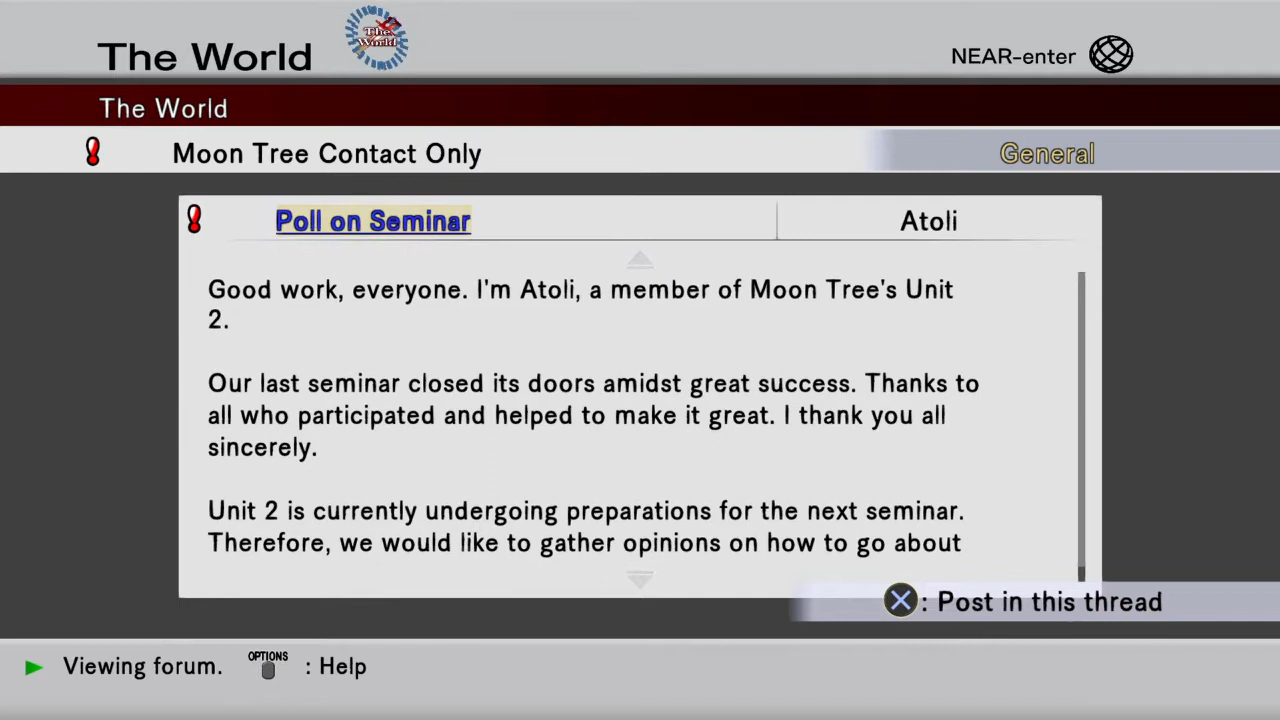 The World
The World
NEAR-enter
The World
Moon Tree Contact Only
General
Poll on Seminar
Atoli
Good work, everyone. I'm Atoli, a member of Moon Tree's Unit
2.
Our last seminar closed its doors amidst great success. Thanks to
all who participated and helped to make it great. I thank you all
sincerely.
Unit 2 is currently undergoing preparations for the next seminar.
Therefore, we would like to gather opinions on how to go about
: Post in this thread
Viewing forum.
OPTIONS
: Help